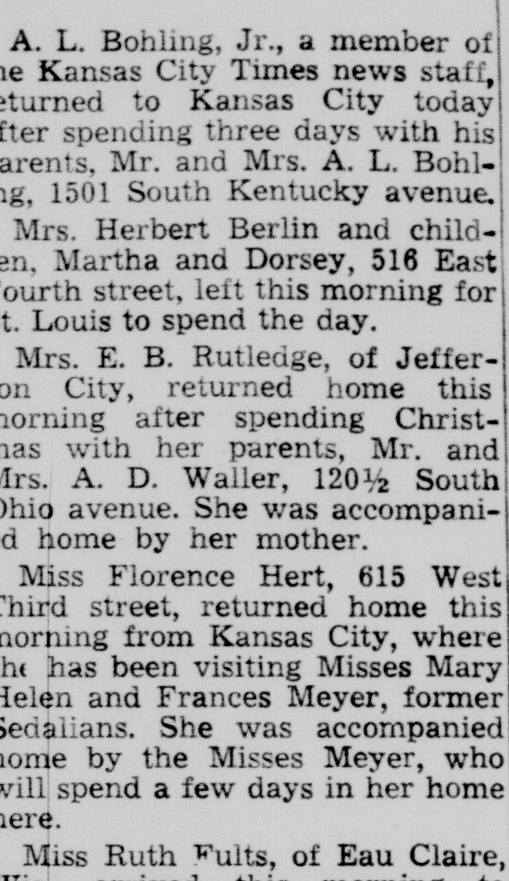 A. L. Bohling, Jr., a member of
e Kansas City Times news staff,
eturned to Kansas City today
fter spending three days with his
arents, Mr. and Mrs. A. L. Bohl-
ng, 1501 South Kentucky avenue.
Mrs. Herbert Berlin and child-
en, Martha and Dorsey, 516 East
ourth street, left this morning for
t. Louis to spend the day.
Mrs. E. B. Rutledge, of Jeffer-
on City, returned home this
orning after spending Christ-
as with her parents, Mr. and
Mrs. A. D. Waller, 120½ South
Ohio avenue. She was accompani-
d home by her mother.
Miss Florence Hert, 615 West
Third street, returned home this
morning from Kansas City, where
he has been visiting Misses Mary
Helen and Frances Meyer, former
Sedalians. She was accompanied
home by the Misses Meyer, who
will spend a few days in her home
here.
Miss Ruth Fults, of Eau Claire,